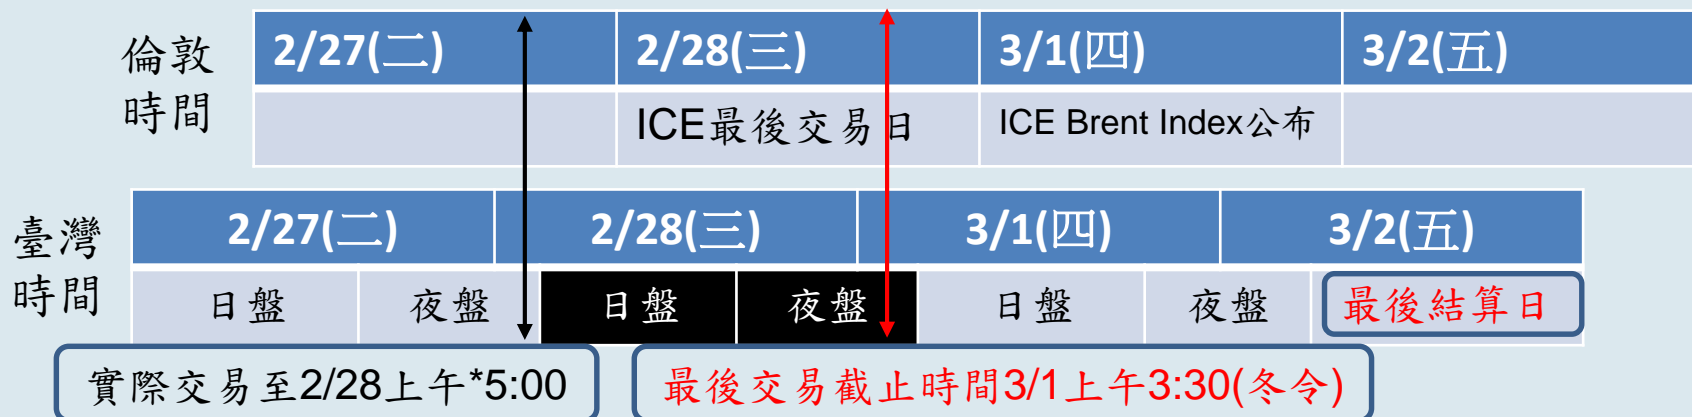 倫敦
時間
2/27(二) 2/28(三) 3/1(四) 3/2(五)
ICE最後交易日 ICE Brent Index公布
臺灣
時間
2/27(二) 2/28(三) 3/1(四) 3/2(五)
日盤 夜盤 日盤 夜盤 日盤 夜盤 最後結算日
實際交易至2/28上午*5:00 最後交易截止時間3/1上午3:30(冬令)